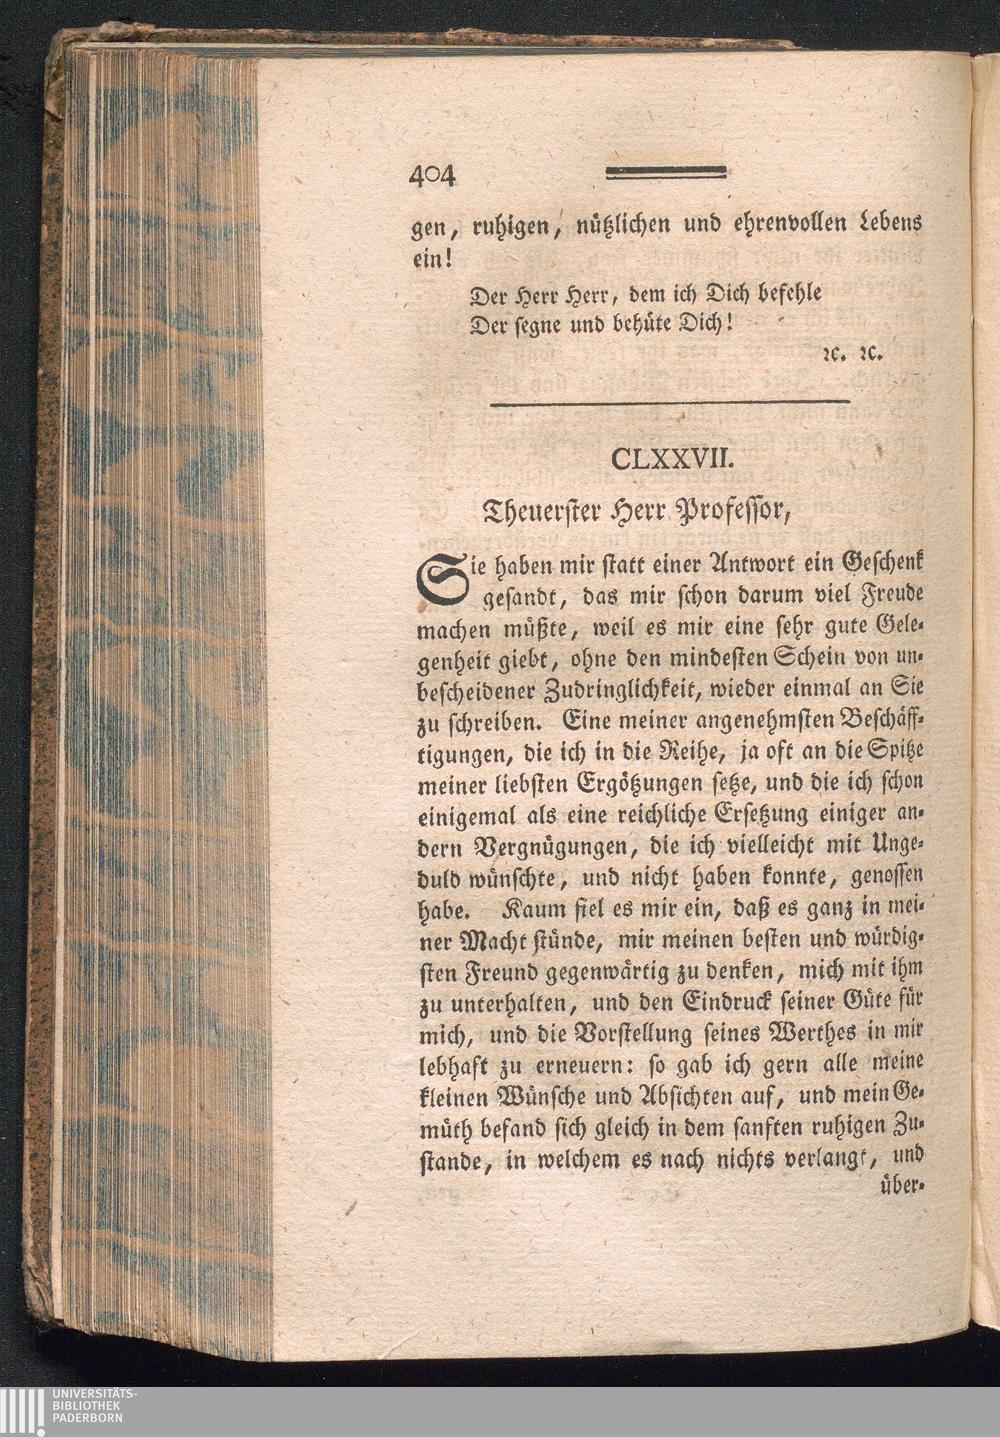 404
gen, ruhigen, nützlichen und ehrenvollen Lebens
ein!
Der Herr Herr, dem ich Dich befehle
Der segne und behüte Dich!
ꝛc. ꝛc.
CLXXVII.
Theuerster Herr Professor,
Sie haben mir statt einer Antwort ein Geschenk
gesandt, das mir schon darum viel Freude
machen müßte, weil es mir eine sehr gute Gele-
genheit giebt, ohne den mindesten Schein von un-
bescheidener Zudringlichkeit, wieder einmal an Sie
zu schreiben. Eine meiner angenehmsten Beschäff-
tigungen, die ich in die Reihe, ja oft an die Spitze
meiner liebsten Ergötzungen setze, und die ich schon
einigemal als eine reichliche Ersetzung einiger an-
dern Vergnügungen, die ich vielleicht mit Unge-
duld wünschte, und nicht haben konnte, genossen
habe. Kaum fiel es mir ein, daß es ganz in mei-
ner Macht stünde, mir meinen besten und würdig-
sten Freund gegenwärtig zu denken, mich mit ihm
zu unterhalten, und den Eindruck seiner Güte für
mich, und die Vorstellung seines Werthes in mir
lebhaft zu erneuern: so gab ich gern alle meine
kleinen Wünsche und Absichten auf, und mein Ge-
müth befand sich gleich in dem sanften ruhigen Zu-
stande, in welchem es nach nichts verlangt, und
über-
UNIVERSITÄTS-
BIBLIOTHEK
PADERBORN